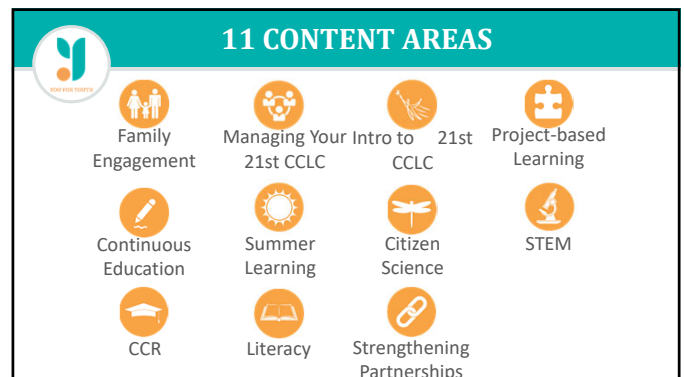 11 CONTENT AREAS
YOU FOR YOUTH
Family
Engagement
Managing Your
21st CCLC
Intro to 21st
CCLC
Project-based
Learning
Continuous
Education
Summer
Learning
Citizen
Science
STEM
CCR
Literacy
Strengthening
Partnerships